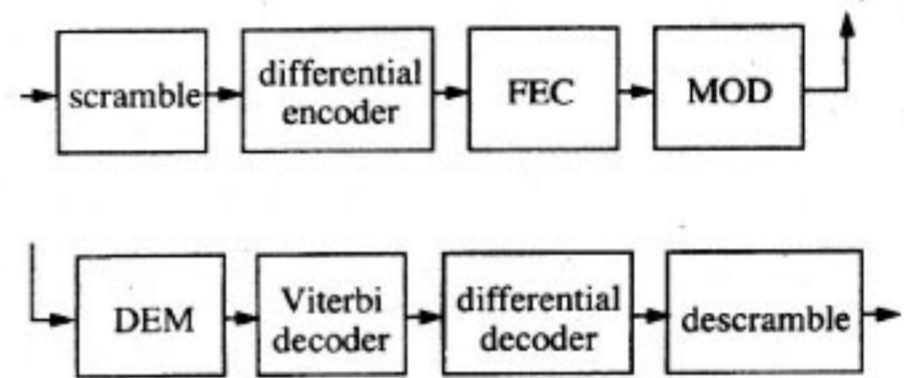 scramble
differential
encoder
FEC
MOD
DEM
Viterbi
decoder
differential
decoder
descramble